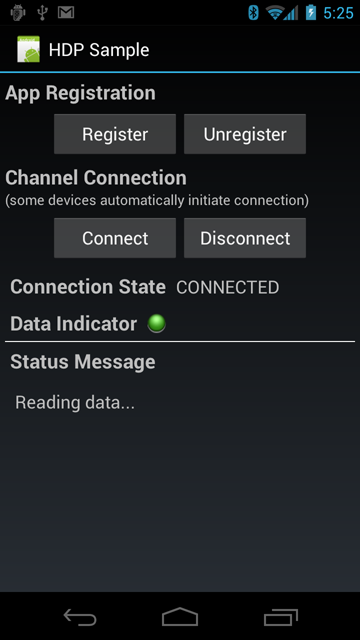 5:25
HDP Sample
App Registration
Register Unregister
Channel Connection
(some devices automatically initiate connection)
Connect Disconnect
Connection State CONNECTED
Data Indicator
Status Message
Reading data...